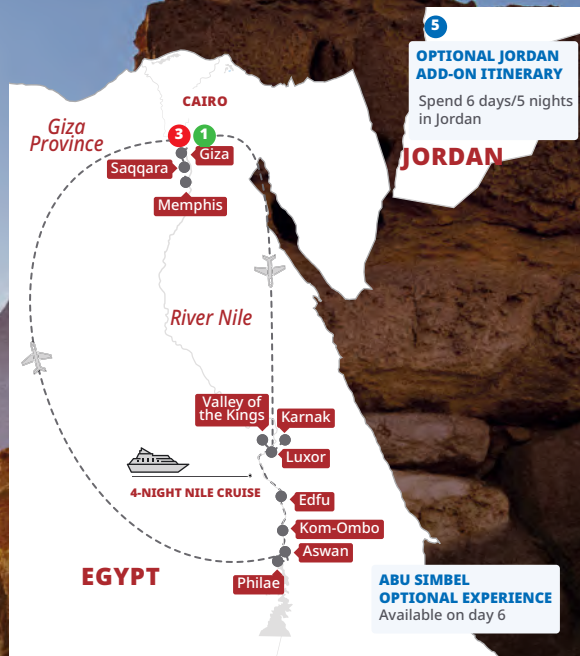 5
OPTIONAL JORDAN
ADD-ON ITINERARY
Spend 6 days/5 nights
in Jordan
JORDAN
CAIRO
Giza
Province
3
1
Giza
Saqqara
Memphis
River Nile
Valley of
the Kings
Karnak
Luxor
4-NIGHT NILE CRUISE
Edfu
Kom-Ombo
Aswan
EGYPT
Philae
ABU SIMBEL
OPTIONAL EXPERIENCE
Available on day 6